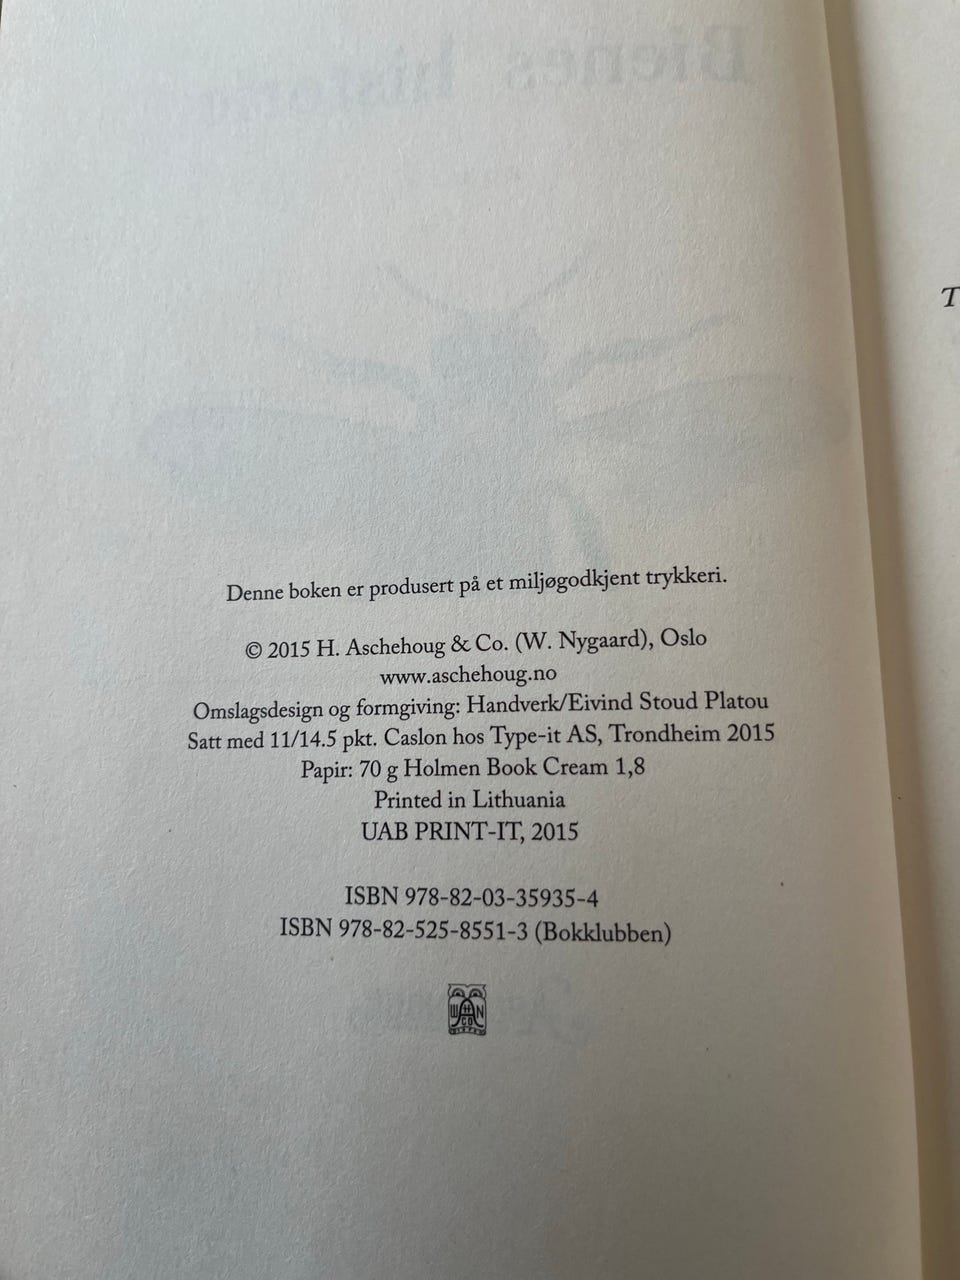 Bienes historie
Denne boken er produsert på et miljøgodkjent trykkeri.
© 2015 H. Aschehoug & Co. (W. Nygaard), Oslo
www.aschehoug.no
Omslagsdesign og formgiving: Handverk/Eivind Stoud Platou
Satt med 11/14.5 pkt. Caslon hos Type-it AS, Trondheim 2015
Papir: 70 g Holmen Book Cream 1,8
Printed in Lithuania
UAB PRINT-IT, 2015
ISBN 978-82-03-35935-4
ISBN 978-82-525-8551-3 (Bokklubben)
T